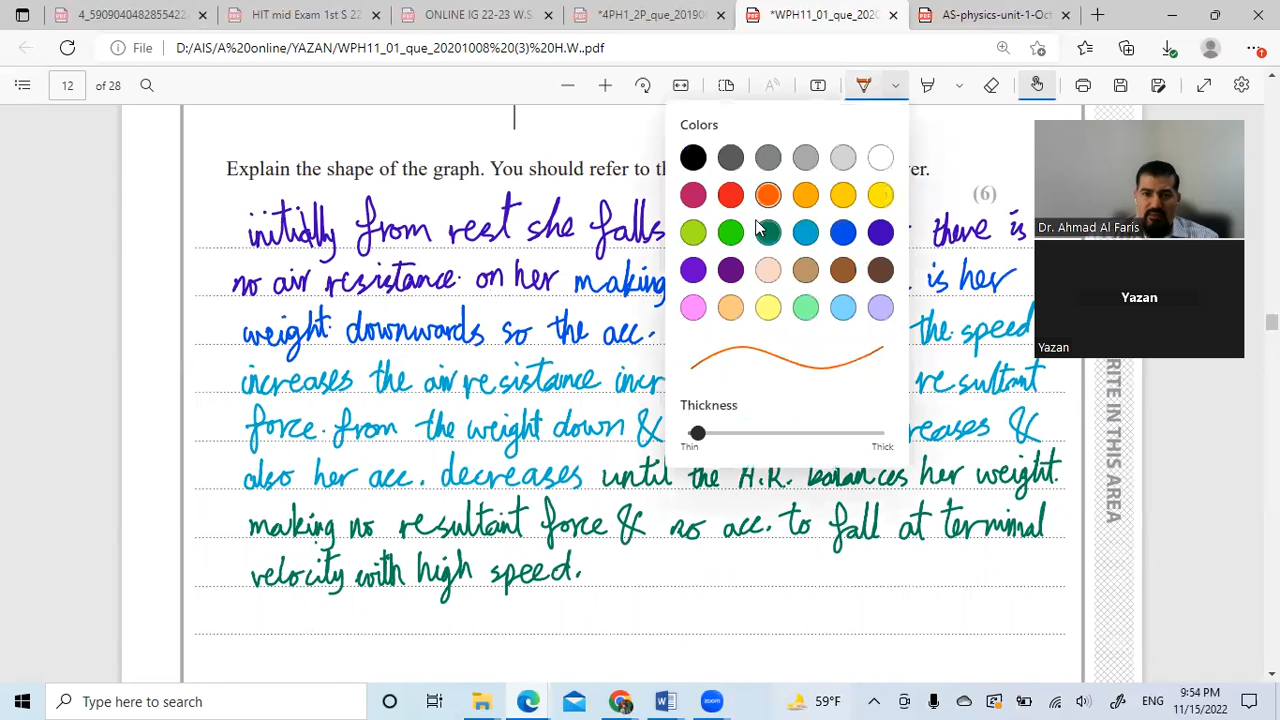 4_5909040482855422
HIT mid Exam 1st S 22
ONLINE IG 22-23 W.S.
*4PH1_2P_que_20190
*WPH11_01_que_202
AS-physics-unit-1-Oct
File D:/AIS/A%20online/YAZAN/WPH11_01_que_20201008%20(3)%20H.W..pdf
12 of 28
Colors
Explain the shape of the graph. You should refer to th er.
(6)
initially from rest she falls there is
no air resistance. on her making is her
weight downwards so the acc. the speed
increases the air resistance incr resultant
force from the weight down & reases &
also her acc. decreases until the A.R. balances her weight.
making no resultant force & no acc. to fall at terminal
velocity with high speed.
Thickness
Thin Thick
Dr. Ahmad Al Faris
Yazan
Yazan
RITE IN THIS AREA
Type here to search
59°F
ENG
9:54 PM
11/15/2022